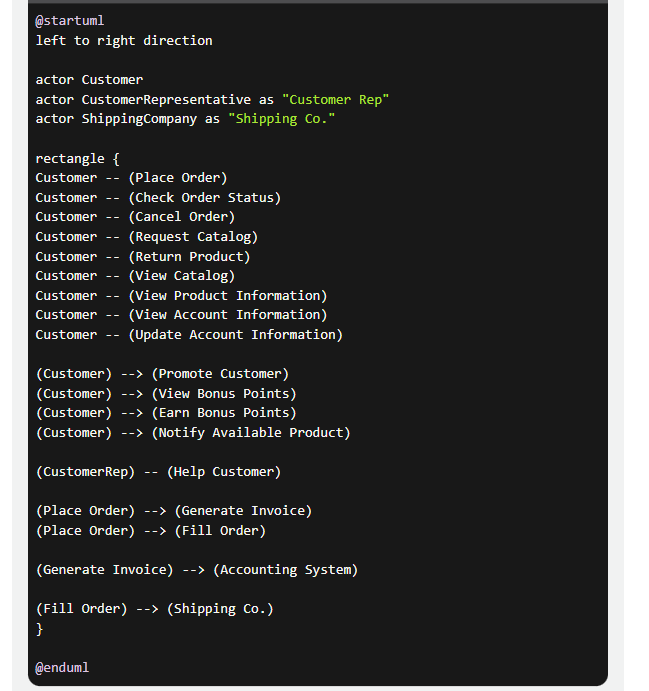 @startuml
left to right direction
actor Customer
actor CustomerRepresentative as "Customer Rep"
actor ShippingCompany as "Shipping Co."
rectangle {
Customer -- (Place Order)
Customer -- (Check Order Status)
Customer -- (Cancel Order)
Customer -- (Request Catalog)
Customer -- (Return Product)
Customer -- (View Catalog)
Customer -- (View Product Information)
Customer -- (View Account Information)
Customer -- (Update Account Information)
(Customer) --> (Promote Customer)
(Customer) --> (View Bonus Points)
(Customer) --> (Earn Bonus Points)
(Customer) --> (Notify Available Product)
(CustomerRep) -- (Help Customer)
(Place Order) --> (Generate Invoice)
(Place Order) --> (Fill Order)
(Generate Invoice) --> (Accounting System)
(Fill Order) --> (Shipping Co.)
}
@enduml